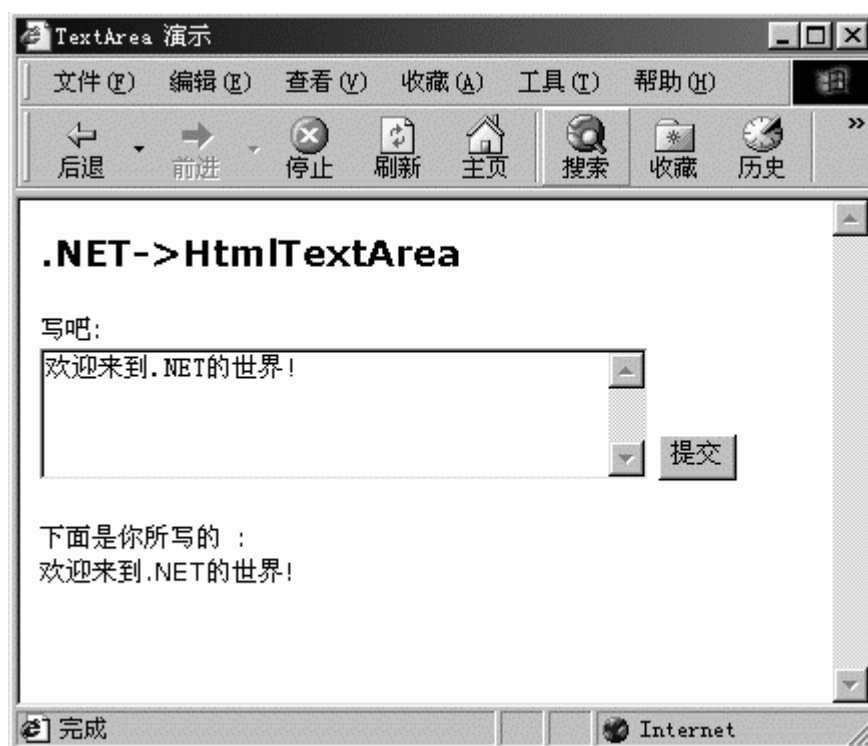 TextArea 演示
文件(F) 编辑(E) 查看(V) 收藏(A) 工具(T) 帮助(H)
后退 前进 停止 刷新 主页 搜索 收藏 历史 »
.NET->HtmlTextArea
写吧:
欢迎来到.NET的世界!
提交
下面是你所写的 :
欢迎来到.NET的世界!
完成 Internet